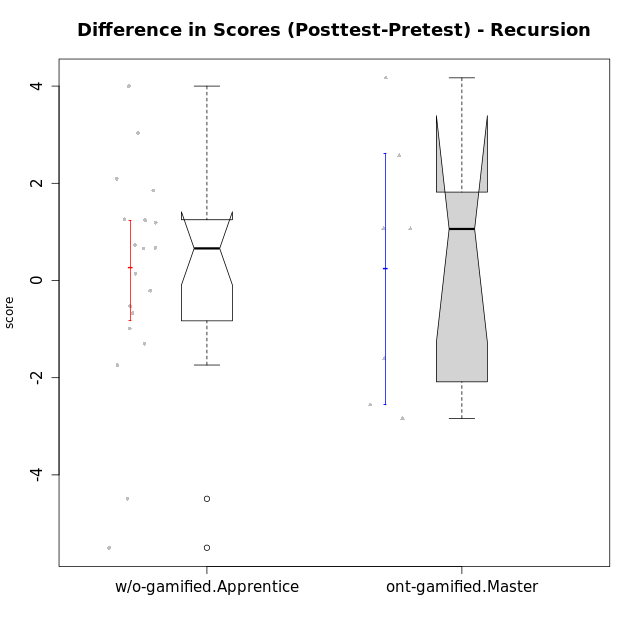 Difference in Scores (Posttest-Pretest) - Recursion
4
2
0
-2
-4
score
w/o-gamified.Apprentice
ont-gamified.Master